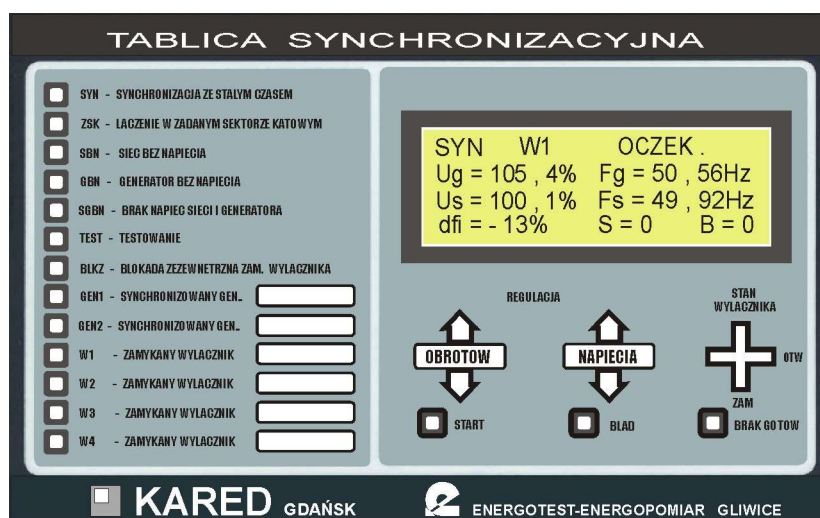 TABLICA SYNCHRONIZACYJNA
SYN - SYNCHRONIZACJA ZE STALYM CZASEM
ZSK - LACZENIE W ZADANYM SEKTORZE KATOWYM
SBN - SIEC BEZ NAPIECIA
GBN - GENERATOR BEZ NAPIECIA
SGBN - BRAK NAPIEC SIECI I GENERATORA
TEST - TESTOWANIE
BLKZ - BLOKADA ZEZEWNETRZNA ZAM. WYLACZNIKA
GEN1 - SYNCHRONIZOWANY GEN..
GEN2 - SYNCHRONIZOWANY GEN..
W1 - ZAMYKANY WYLACZNIK
W2 - ZAMYKANY WYLACZNIK
W3 - ZAMYKANY WYLACZNIK
W4 - ZAMYKANY WYLACZNIK
SYN W1 OCZEK .
Ug = 105 , 4% Fg = 50 , 56Hz
Us = 100 , 1% Fs = 49 , 92Hz
dfi = - 13% S = 0 B = 0
REGULACJA
STAN
WYLACZNIKA
OBROTOW
NAPIECIA
OTW
ZAM
START
BLAD
BRAK GOTOW
KARED GDAŃSK
ENERGOTEST-ENERGOPOMIAR GLIWICE